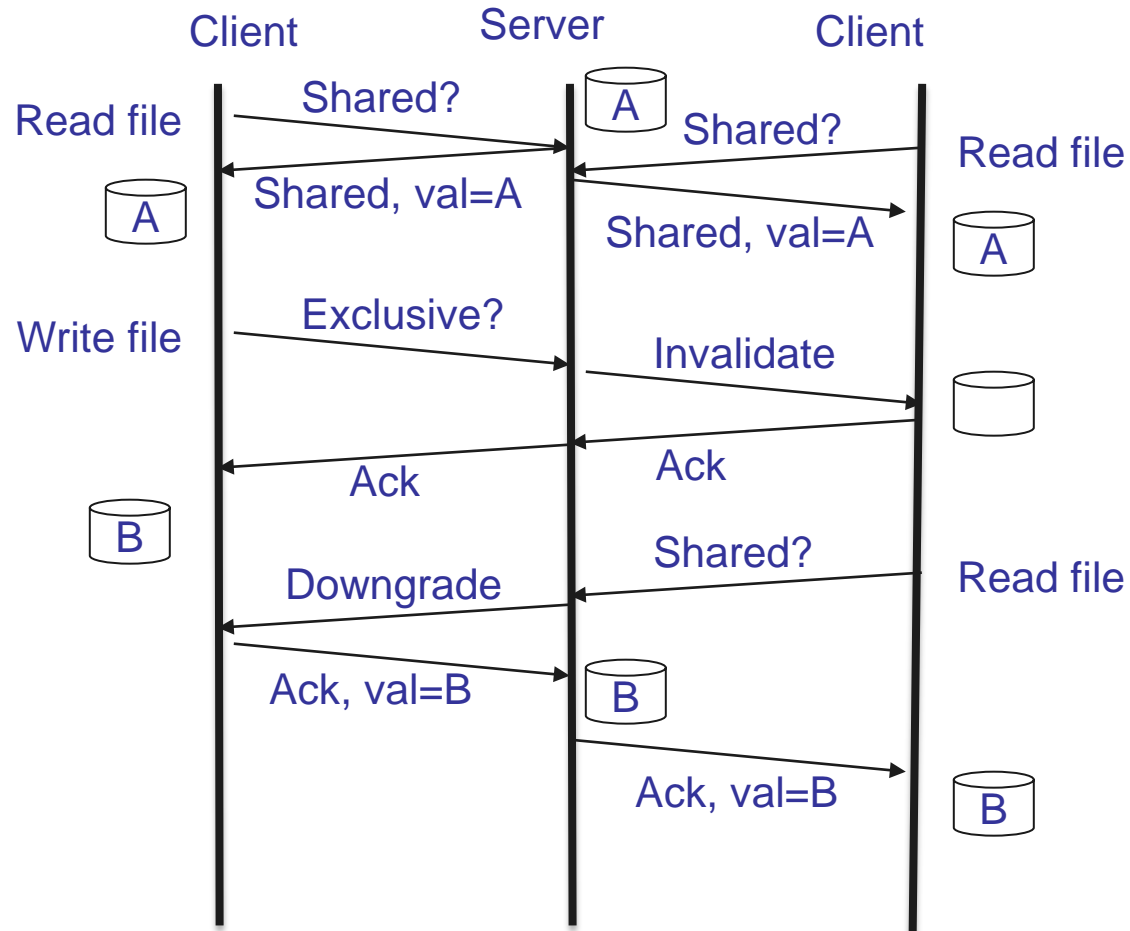 Client
Server
Client
Read file
Shared?
A
Shared?
Read file
Shared, val=A
A
Shared, val=A
A
Write file
Exclusive?
Invalidate
Ack
Ack
B
Shared?
Read file
Downgrade
Ack, val=B
B
Ack, val=B
B